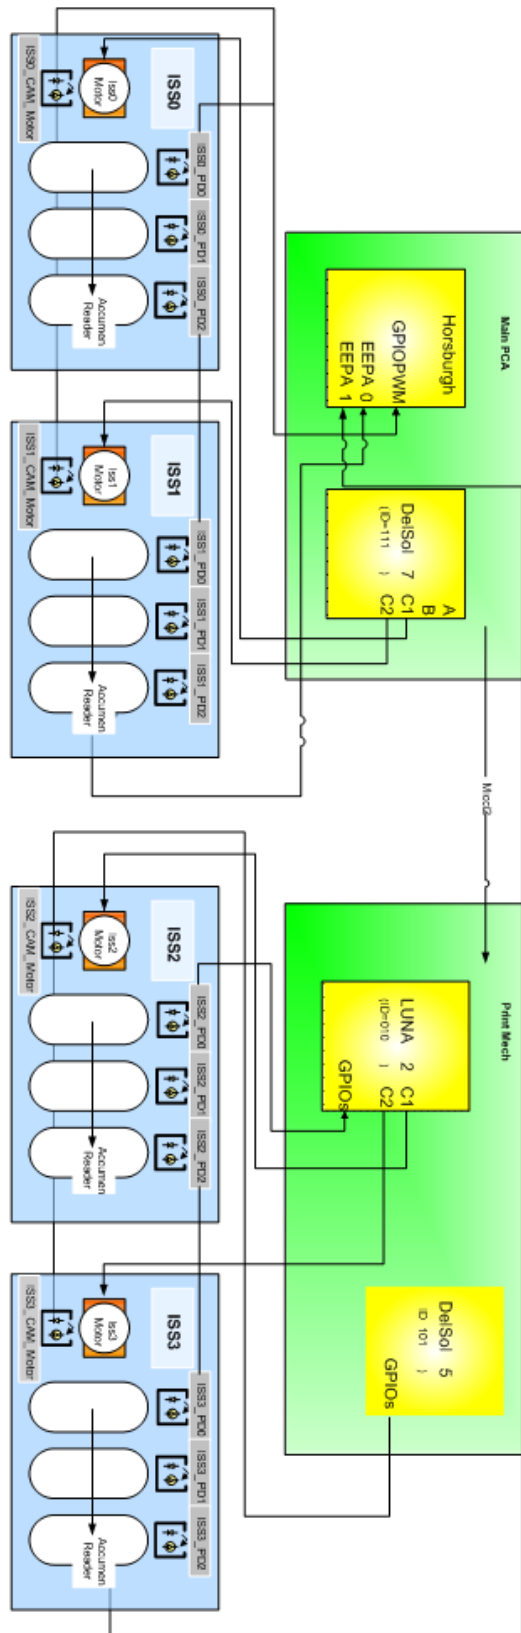 Main PCA
Horsburgh
GPIOPWM
EEPA 0
EEPA 1
A
B
DelSol 7 C1
(ID=111 ) C2
Print Mech
LUNA 2 C1
(ID=010 ) C2
GPIOs
DelSol 5
ID 101 )
GPIOs
ISS0_PD0
ISS0_PD1
ISS0_PD2
ISS0
Iss0
Motor
Accumen
Reader
ISS0_CAM_Motor
ISS1_PD0
ISS1_PD1
ISS1_PD2
ISS1
Iss1
Motor
Accumen
Reader
ISS1_CAM_Motor
ISS2_PD0
ISS2_PD1
ISS2_PD2
ISS2
Iss2
Motor
Accumen
Reader
ISS2_CAM_Motor
ISS3_PD0
ISS3_PD1
ISS3_PD2
ISS3
Iss3
Motor
Accumen
Reader
ISS3_CAM_Motor